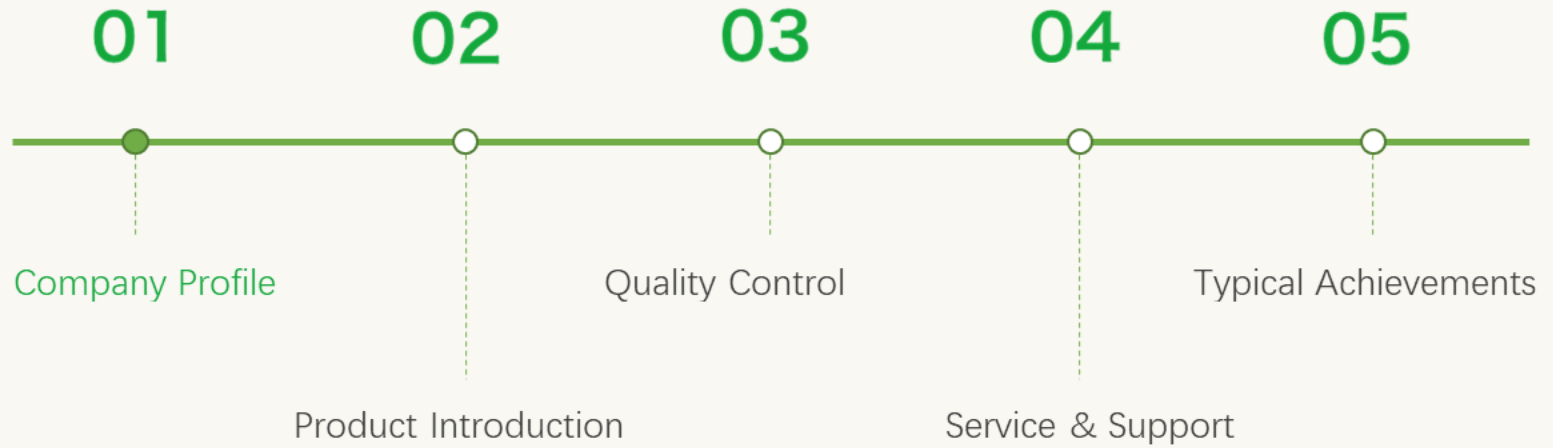 01 02 03 04 05
Company Profile Quality Control Typical Achievements
Product Introduction Service & Support